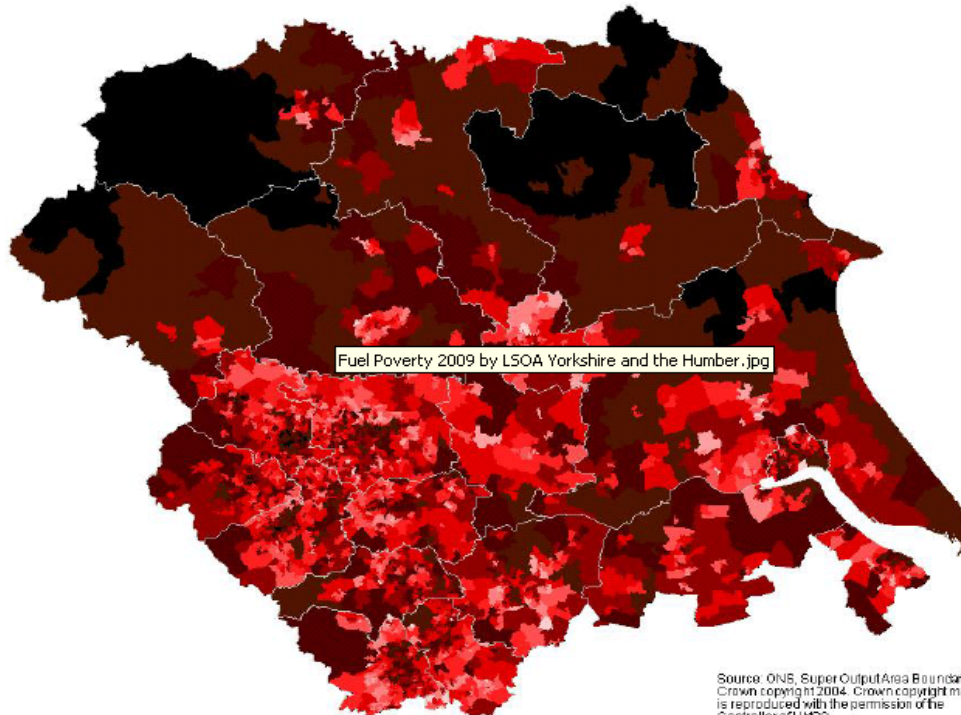 Fuel Poverty 2009 by LSOA Yorkshire and the Humber.jpg
Source: ONS, Super Output Area Boundar
Crown copyright 2004. Crown copyright m
is reproduced with the permission of the